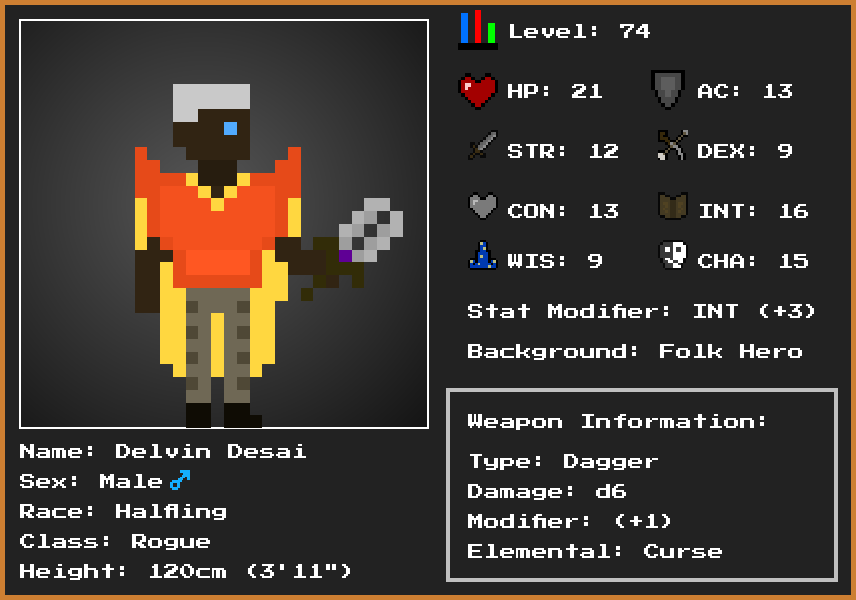 Level: 74
HP: 21
AC: 13
STR: 12
DEX: 9
CON: 13
INT: 16
WIS: 9
CHA: 15
Stat Modifier: INT (+3)
Background: Folk Hero
Weapon Information:
Type: Dagger
Damage: d6
Modifier: (+1)
Elemental: Curse
Name: Delvin Desai
Sex: Male♂
Race: Halfling
Class: Rogue
Height: 120cm (3'11")